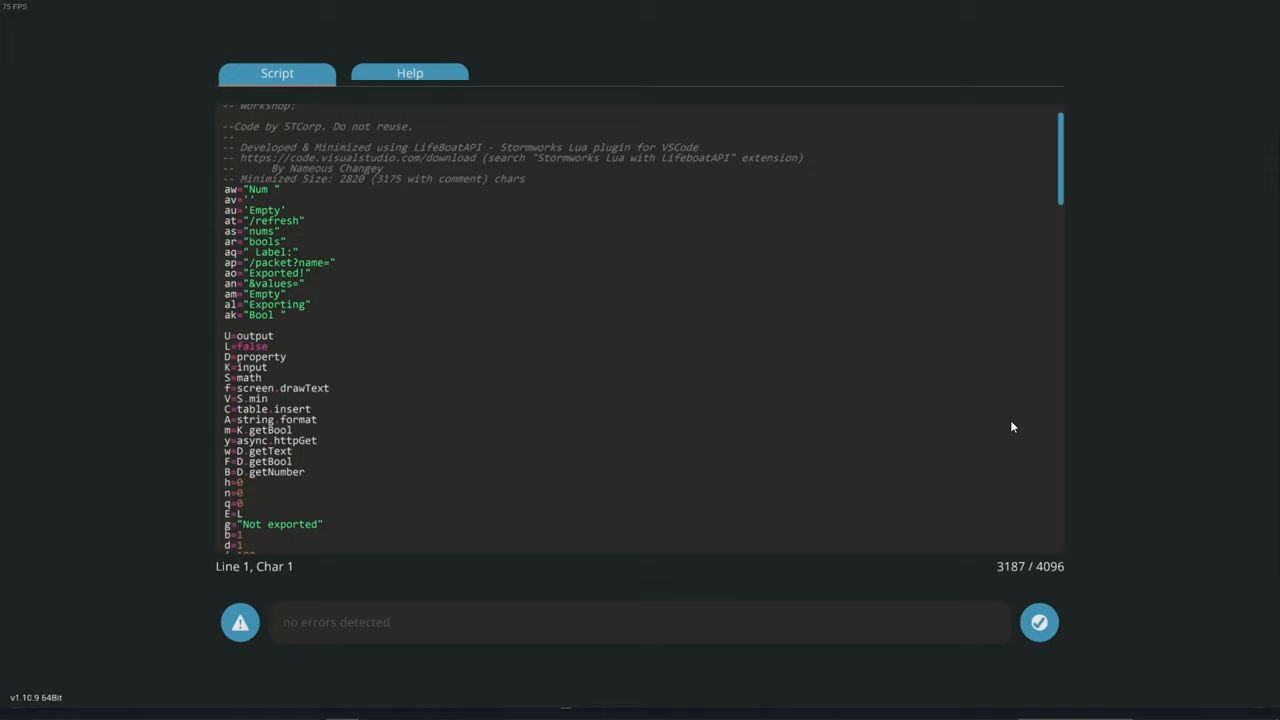 75 FPS
Script
Help
-- Workshop:
--Code by STCorp. Do not reuse.
--
-- Developed & Minimized using LifeBoatAPI - Stormworks Lua plugin for VSCode
-- https://code.visualstudio.com/download (search "Stormworks Lua with LifeboatAPI" extension)
--      By Nameous Changey
-- Minimized Size: 2820 (3175 with comment) chars
aw="Num "
av=''
au='Empty'
at="/refresh"
as="nums"
ar="bools"
aq=" Label:"
ap="/packet?name="
ao="Exported!"
an="&values="
am="Empty"
al="Exporting"
ak="Bool "
U=output
L=false
D=property
K=input
S=math
f=screen.drawText
V=S.min
C=table.insert
A=string.format
m=K.getBool
y=async.httpGet
w=D.getText
F=D.getBool
B=D.getNumber
h=0
n=0
q=0
E=L
g="Not exported"
b=1
d=1
Line 1, Char 1
3187 / 4096
no errors detected
v1.10.9 64Bit